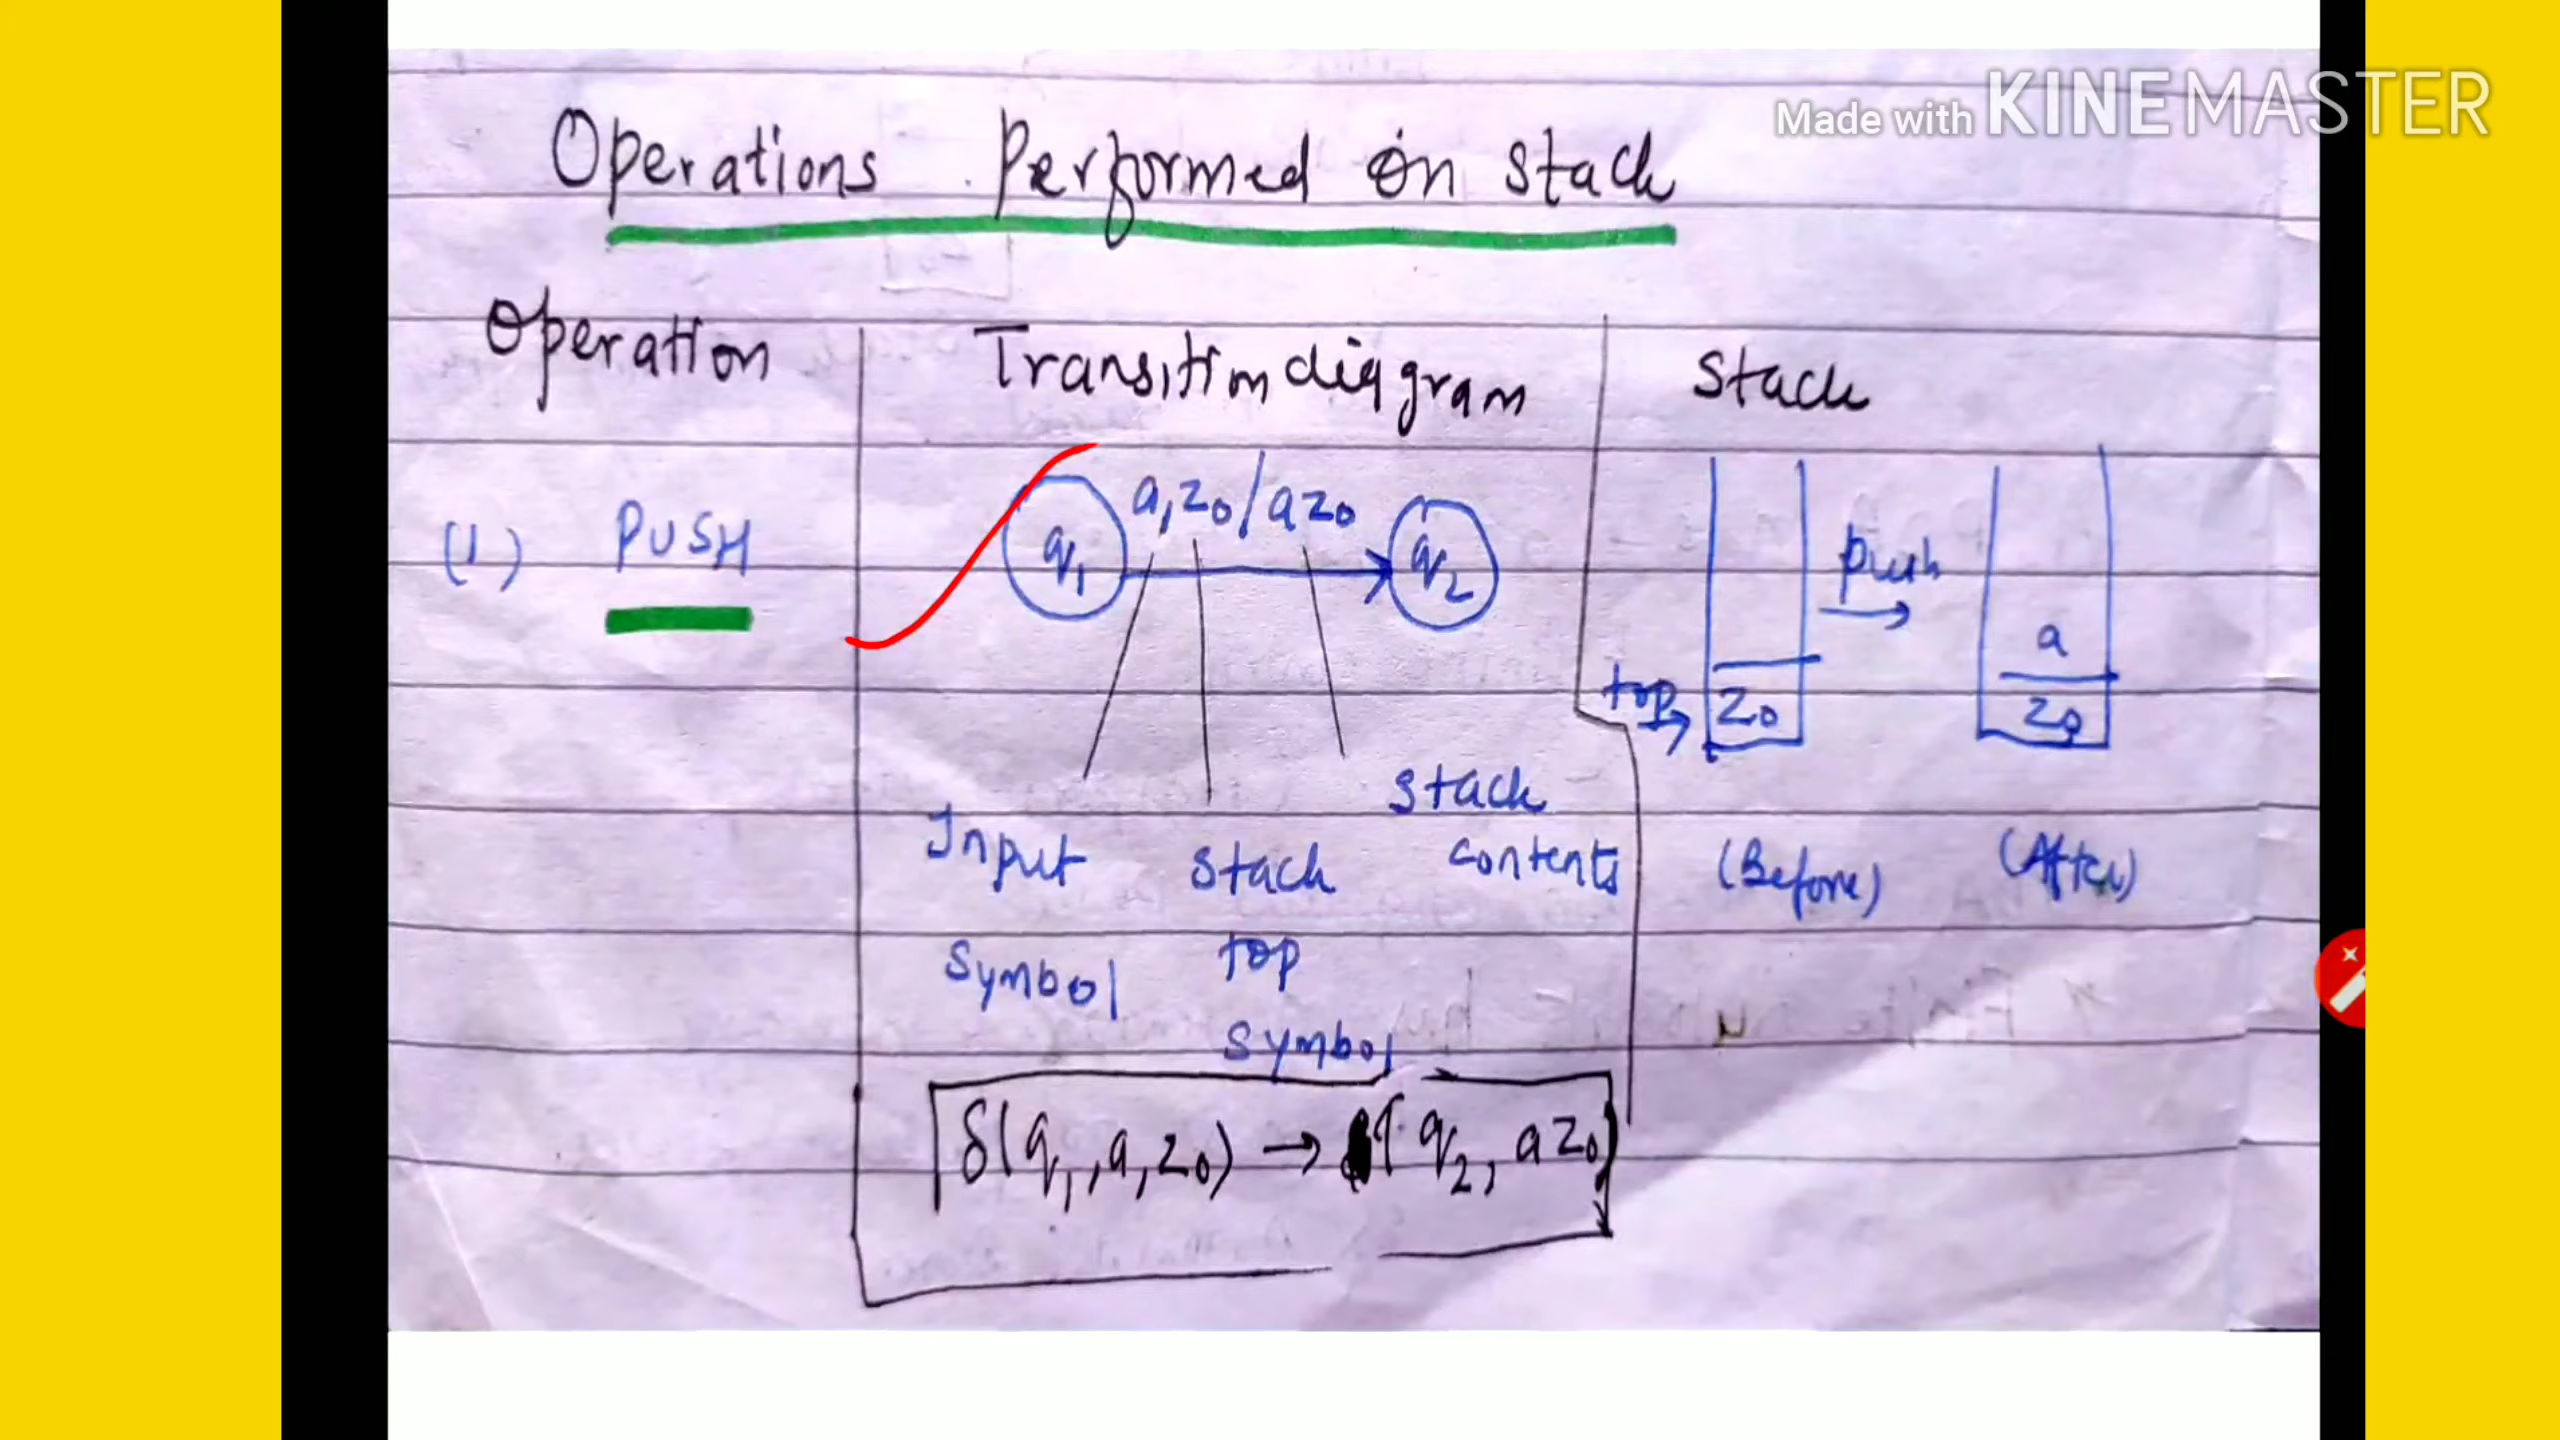 Made with KINEMASTER
Operations Performed on Stack
Operation Transition diagram Stack
(1) PUSH
a,z0/az0
q1 q2
push
a
top z0 z0
Input Symbol
Stack top symbol
Stack contents
(Before) (After)
δ(q1,a,z0) → (q2, az0)